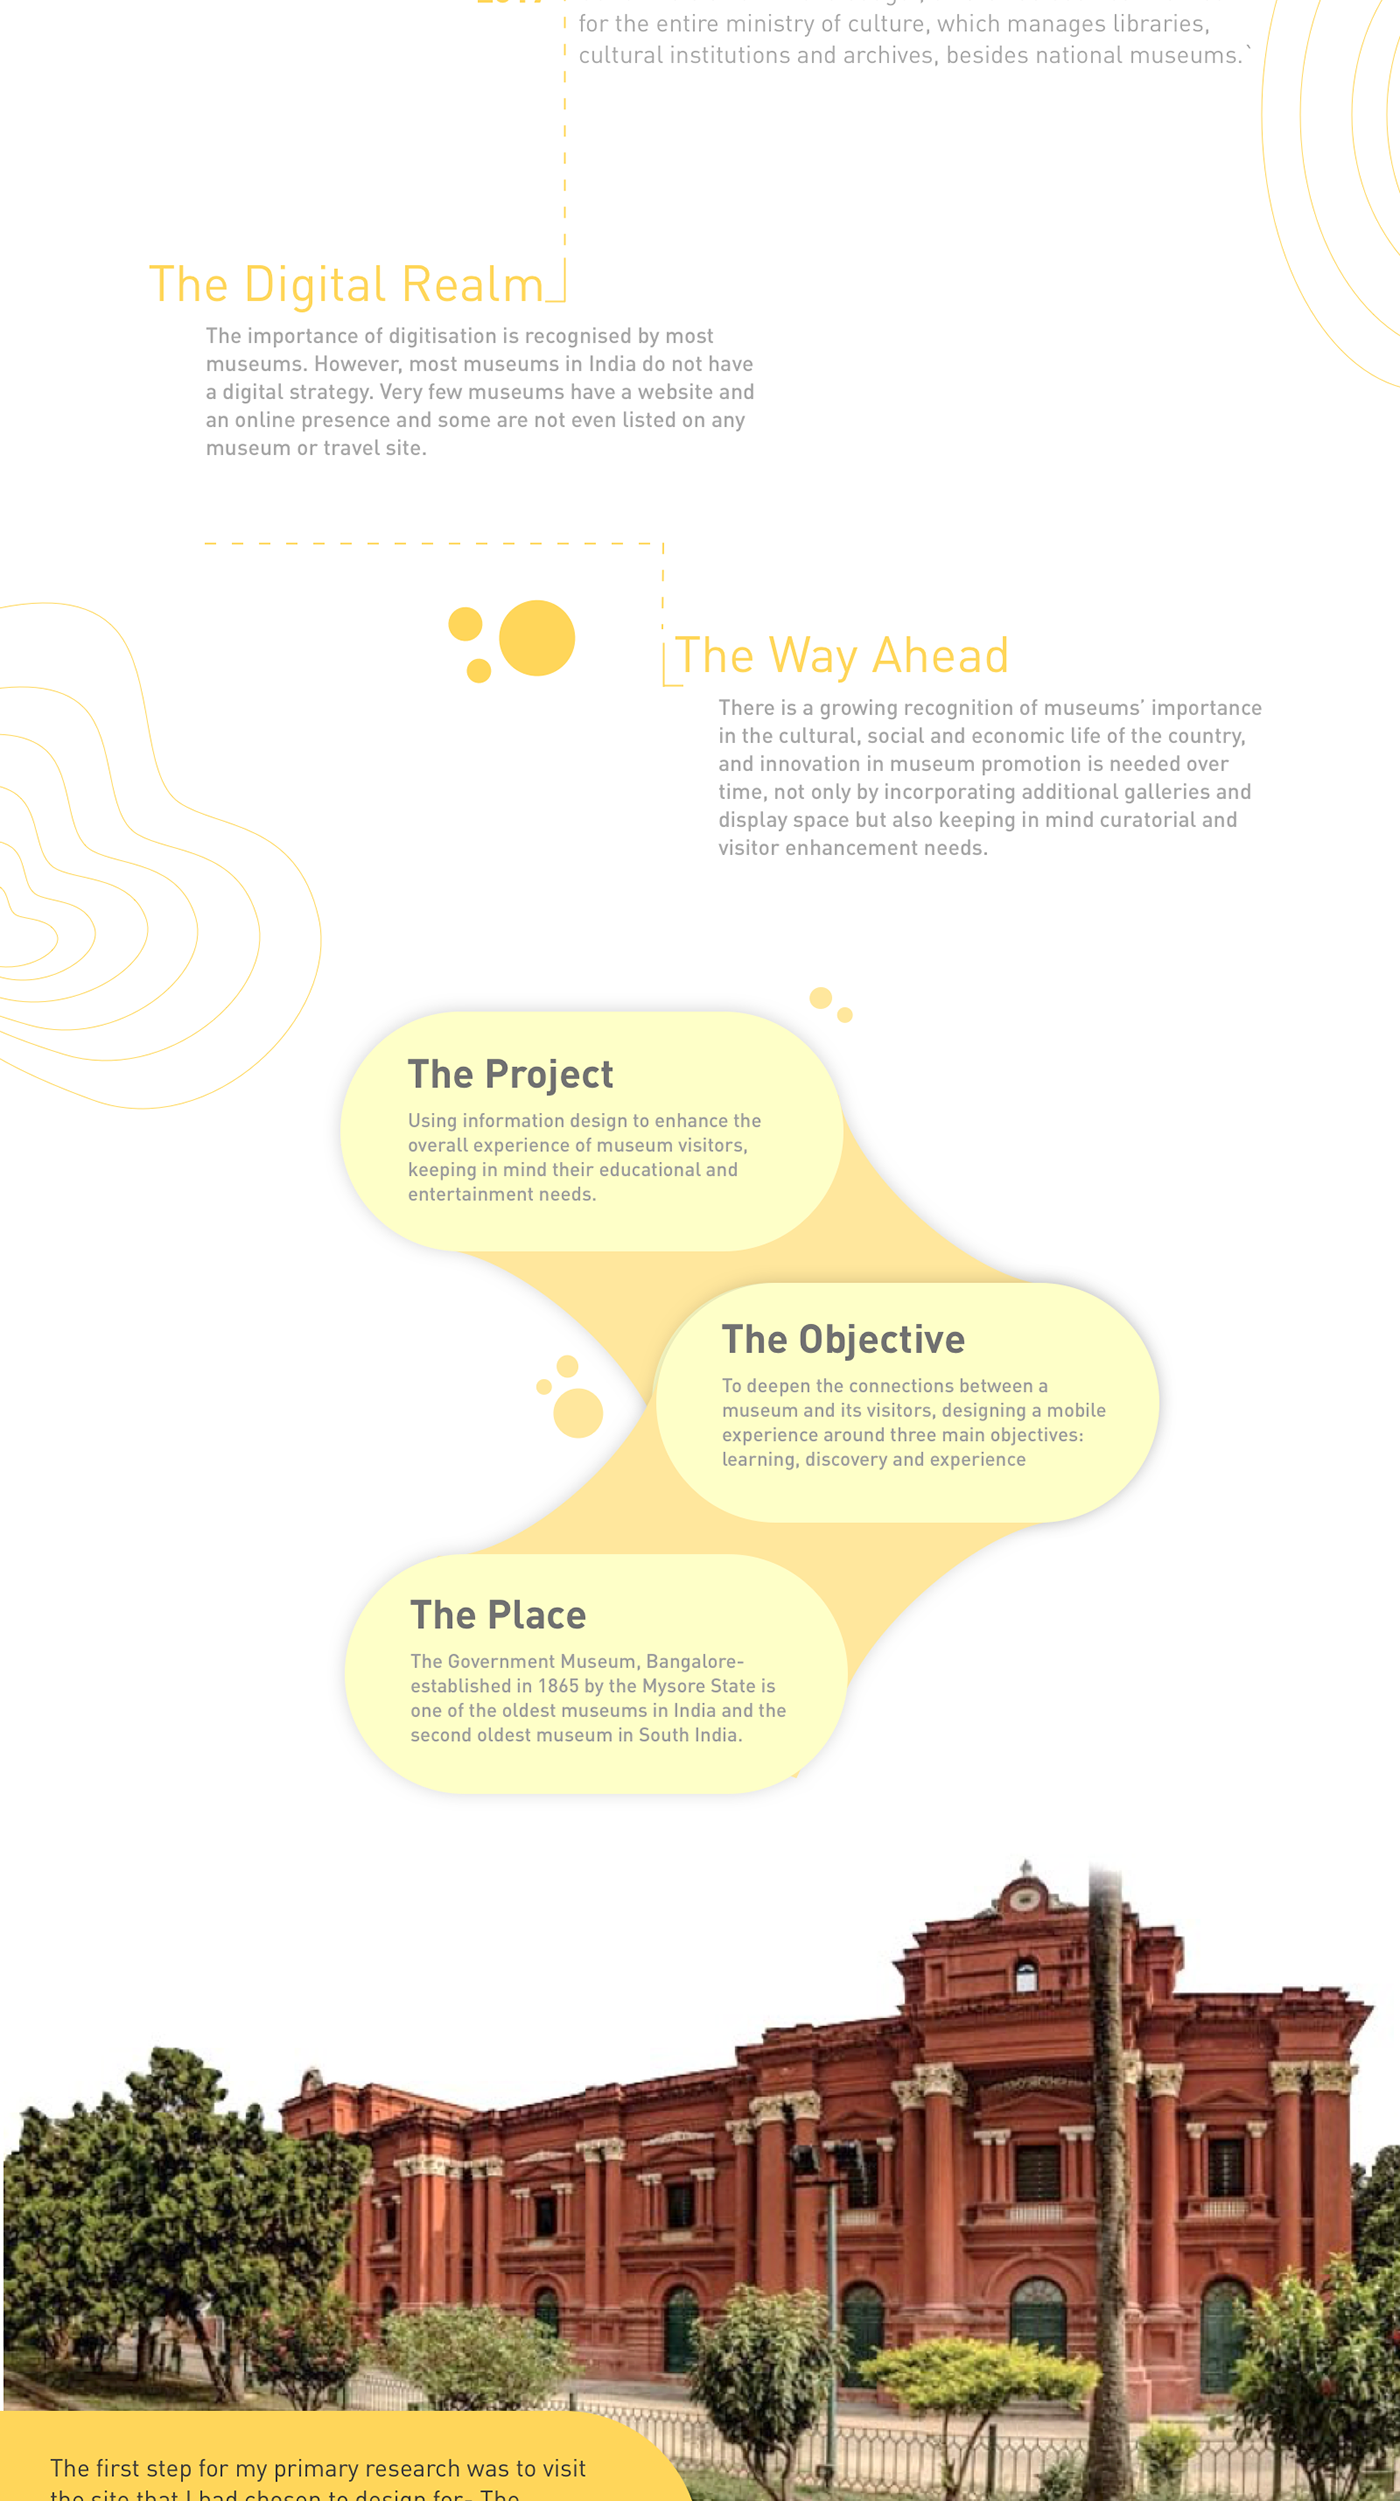 for the entire ministry of culture, which manages libraries,
cultural institutions and archives, besides national museums.`
The Digital Realm
The importance of digitisation is recognised by most
museums. However, most museums in India do not have
a digital strategy. Very few museums have a website and
an online presence and some are not even listed on any
museum or travel site.
The Way Ahead
There is a growing recognition of museums’ importance
in the cultural, social and economic life of the country,
and innovation in museum promotion is needed over
time, not only by incorporating additional galleries and
display space but also keeping in mind curatorial and
visitor enhancement needs.
The Project
Using information design to enhance the
overall experience of museum visitors,
keeping in mind their educational and
entertainment needs.
The Objective
To deepen the connections between a
museum and its visitors, designing a mobile
experience around three main objectives:
learning, discovery and experience
The Place
The Government Museum, Bangalore-
established in 1865 by the Mysore State is
one of the oldest museums in India and the
second oldest museum in South India.
The first step for my primary research was to visit
the site that I had chosen to design for- The